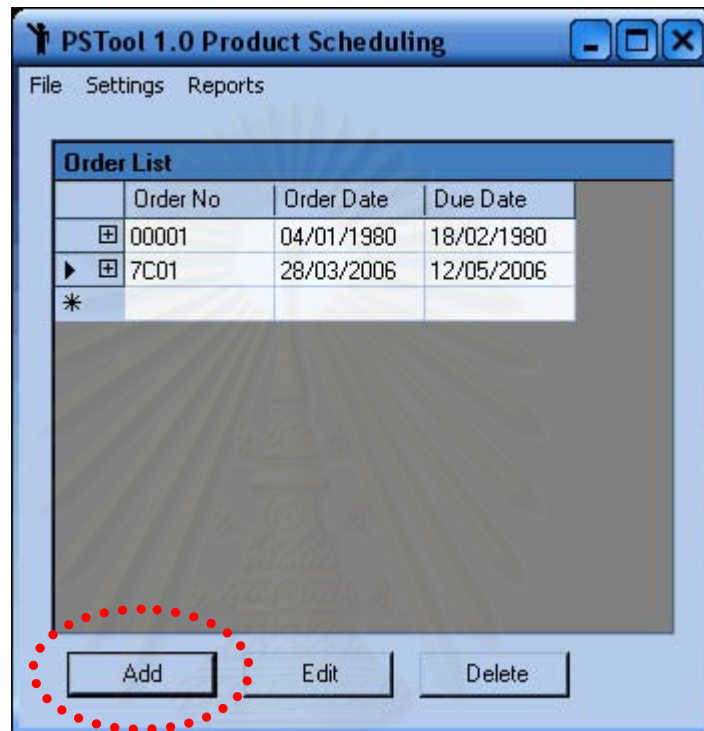 PSTool 1.0 Product Scheduling
File Settings Reports
Order List
Order No Order Date Due Date
00001 04/01/1980 18/02/1980
7C01 28/03/2006 12/05/2006
Add Edit Delete